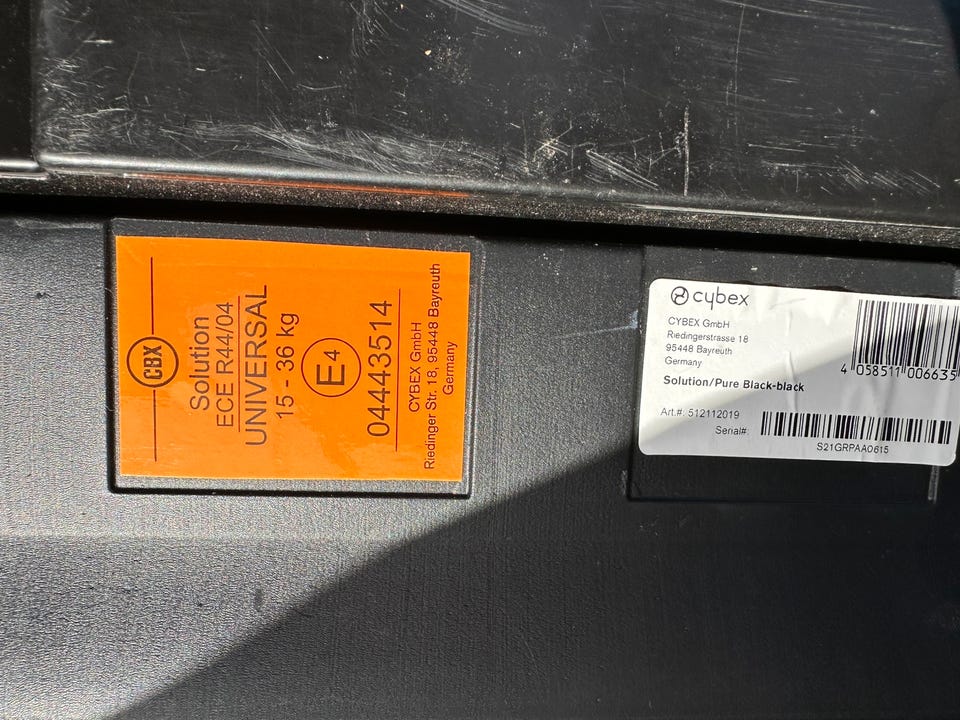 CBX
Solution
ECE R44/04
UNIVERSAL
15 - 36 kg
E4
04443514
CYBEX GmbH
Riedinger Str. 18, 95448 Bayreuth
Germany
cybex
CYBEX GmbH
Riedingerstrasse 18
95448 Bayreuth
Germany
4 058511 006635
Solution/Pure Black-black
Art.#: 512112019
Serial#:
S21GRPAA0615